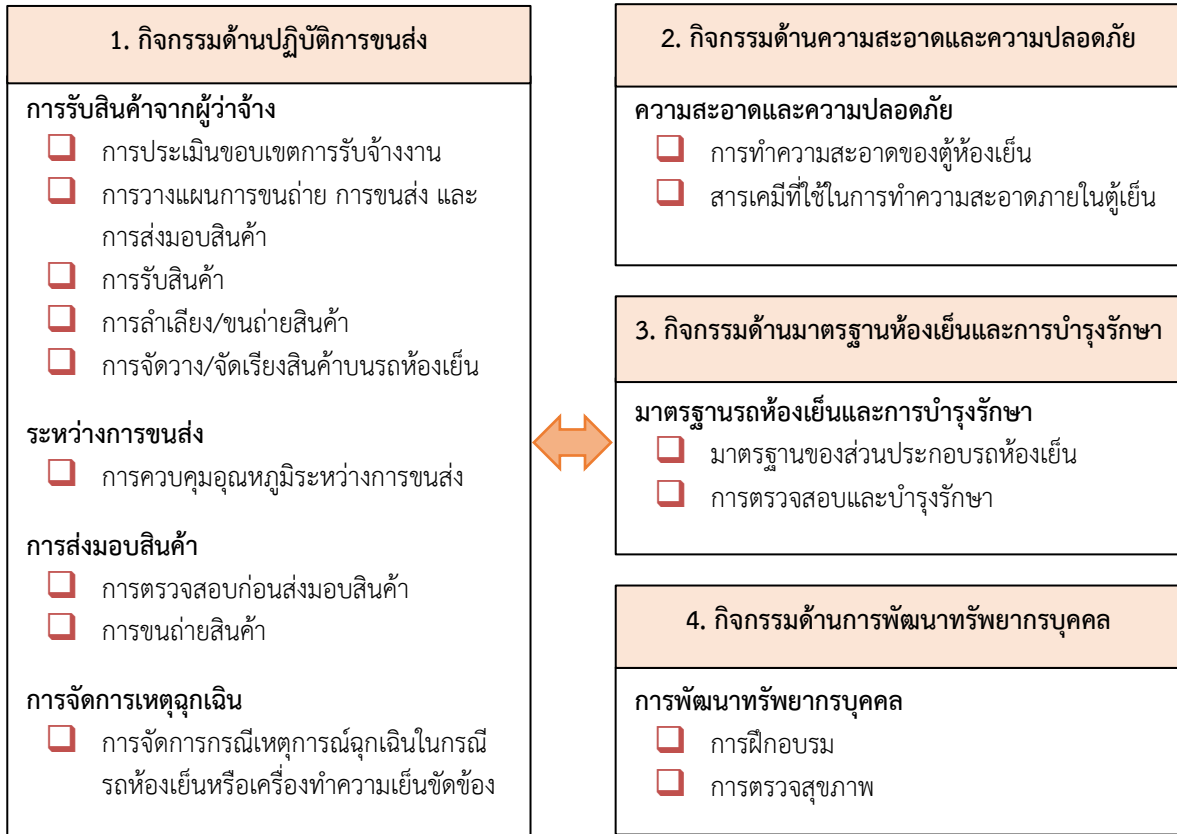 1. กิจกรรมด้านปฏิบัติการขนส่ง
การรับสินค้าจากผู้ว่าจ้าง
การประเมินขอบเขตการรับจ้างงาน
การวางแผนการขนถ่าย การขนส่ง และ
การส่งมอบสินค้า
การรับสินค้า
การลำเลียง/ขนถ่ายสินค้า
การจัดวาง/จัดเรียงสินค้าบนรถห้องเย็น
ระหว่างการขนส่ง
การควบคุมอุณหภูมิระหว่างการขนส่ง
การส่งมอบสินค้า
การตรวจสอบก่อนส่งมอบสินค้า
การขนถ่ายสินค้า
การจัดการเหตุฉุกเฉิน
การจัดการกรณีเหตุการณ์ฉุกเฉินในกรณี
รถห้องเย็นหรือเครื่องทำความเย็นขัดข้อง
2. กิจกรรมด้านความสะอาดและความปลอดภัย
ความสะอาดและความปลอดภัย
การทำความสะอาดของตู้ห้องเย็น
สารเคมีที่ใช้ในการทำความสะอาดภายในตู้เย็น
3. กิจกรรมด้านมาตรฐานห้องเย็นและการบำรุงรักษา
มาตรฐานรถห้องเย็นและการบำรุงรักษา
มาตรฐานของส่วนประกอบรถห้องเย็น
การตรวจสอบและบำรุงรักษา
4. กิจกรรมด้านการพัฒนาทรัพยากรบุคคล
การพัฒนาทรัพยากรบุคคล
การฝึกอบรม
การตรวจสุขภาพ